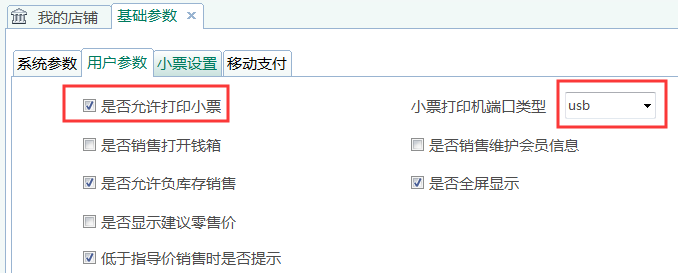 我的店铺 基础参数
系统参数 用户参数 小票设置 移动支付
是否允许打印小票 小票打印机端口类型 usb
是否销售打开钱箱 是否销售维护会员信息
是否允许负库存销售 是否全屏显示
是否显示建议零售价
低于指导价销售时是否提示